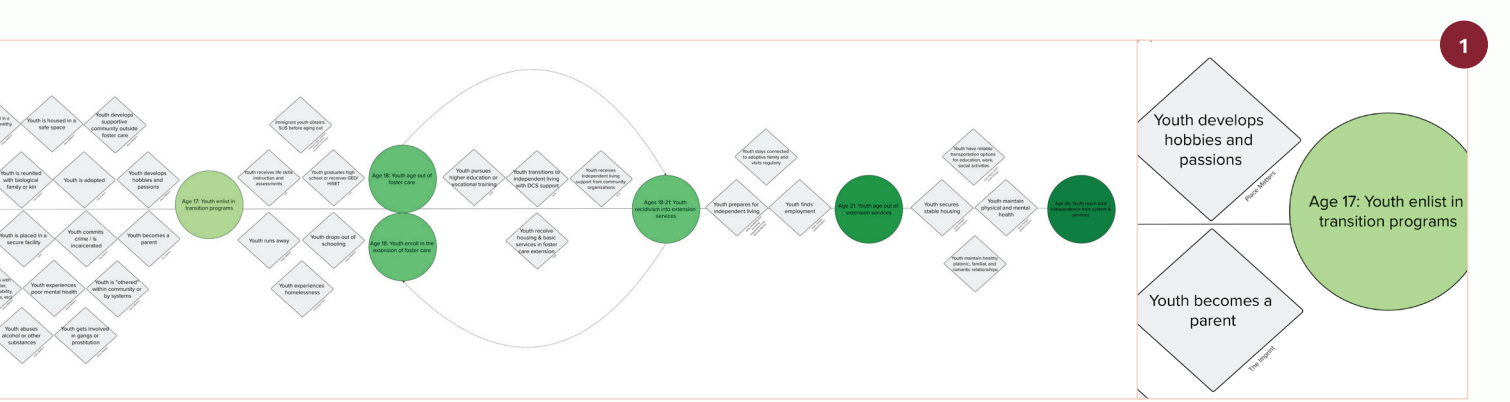 1
Youth is housed in a
safe space
Youth develops
supportive
community outside
foster care
Youth is reunited
with biological
family or kin
Youth is adopted
Youth develops
hobbies and
passions
Youth is placed in a
secure facility
Youth commits
crime / is
incarcerated
Youth becomes a
parent
Youth experiences
poor mental health
Youth is "othered"
within community or
by systems
Youth abuses
alcohol or other
substances
Youth gets involved
in gangs or
prostitution
Age 17: Youth enlist in
transition programs
Immigrant youth obtains
SIJS before aging out
Youth receives life skills
instruction and
assessments
Youth graduates high
school or receives GED/
HISET
Youth runs away
Youth drops out of
schooling
Youth experiences
homelessness
Age 18: Youth age out of
foster care
Age 18: Youth enroll in the
extension of foster care
Youth pursues
higher education or
vocational training
Youth transitions to
independent living
with DCS support
Youth receives
independent living
support from community
organizations
Youth receive
housing & basic
services in foster
care extension
Ages 18-21: Youth
recidivism into extension
services
Youth stays connected
to adoptive family and
visits regularly
Youth prepares for
independent living
Youth finds
employment
Age 21: Youth age out of
extension services
Youth have reliable
transportation options
for education, work,
social activities
Youth secures
stable housing
Youth maintain
physical and mental
health
Youth maintain healthy
platonic, familial, and
romantic relationships
Youth develops
hobbies and
passions
Place Matters
Age 17: Youth enlist in
transition programs
Youth becomes a
parent
The Imprint